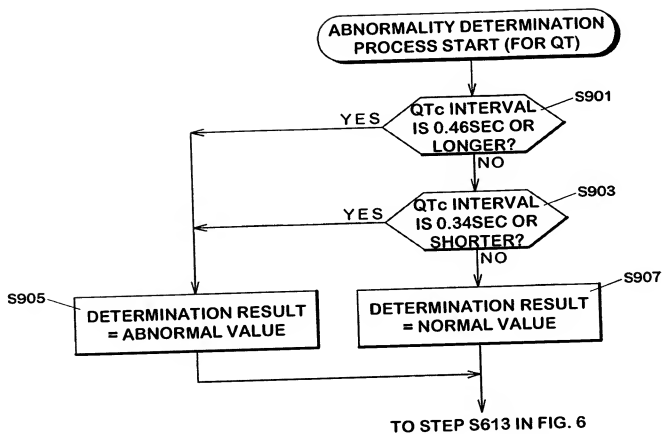 ABNORMALITY DETERMINATION
PROCESS START (FOR QT)
S901
QTc INTERVAL
IS 0.46SEC OR
LONGER?
YES
NO
S903
QTc INTERVAL
IS 0.34SEC OR
SHORTER?
YES
NO
S905
DETERMINATION RESULT
= ABNORMAL VALUE
S907
DETERMINATION RESULT
= NORMAL VALUE
TO STEP S613 IN FIG. 6